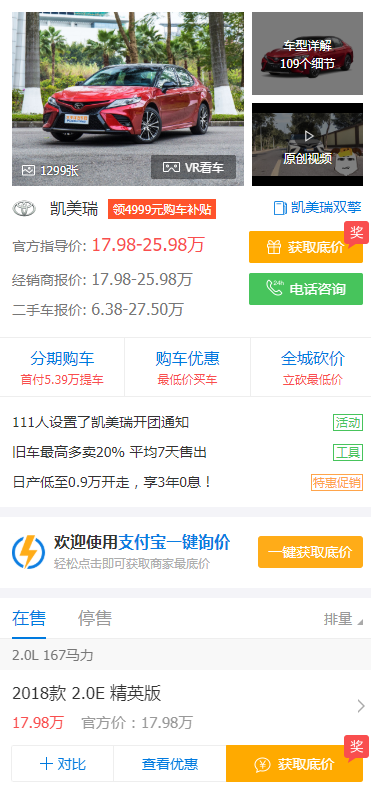 车型详解
109个细节
1299张
VR看车
原创视频
凯美瑞
领4999元购车补贴
凯美瑞双擎
官方指导价: 17.98-25.98万
奖
获取底价
经销商报价: 17.98-25.98万
24h
电话咨询
二手车报价: 6.38-27.50万
分期购车
购车优惠
全城砍价
首付5.39万提车
最低价买车
立砍最低价
111人设置了凯美瑞开团通知
活动
旧车最高多卖20% 平均7天售出
工具
日产低至0.9万开走，享3年0息！
特惠促销
欢迎使用支付宝一键询价
轻松点击即可获取商家最底价
一键获取底价
在售
停售
排量
2.0L 167马力
2018款 2.0E 精英版
17.98万
官方价：17.98万
奖
+ 对比
查看优惠
获取底价